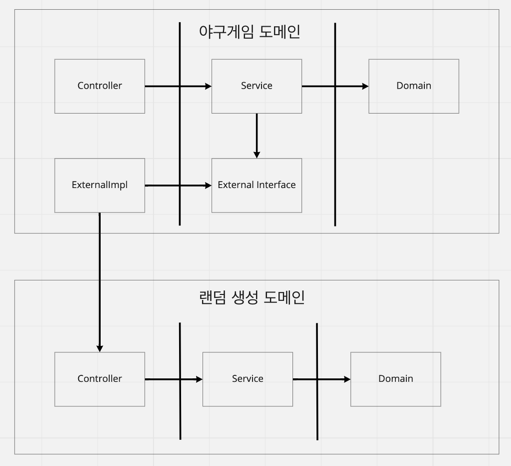 야구게임 도메인
Controller
Service
Domain
ExternalImpl
External Interface
랜덤 생성 도메인
Controller
Service
Domain